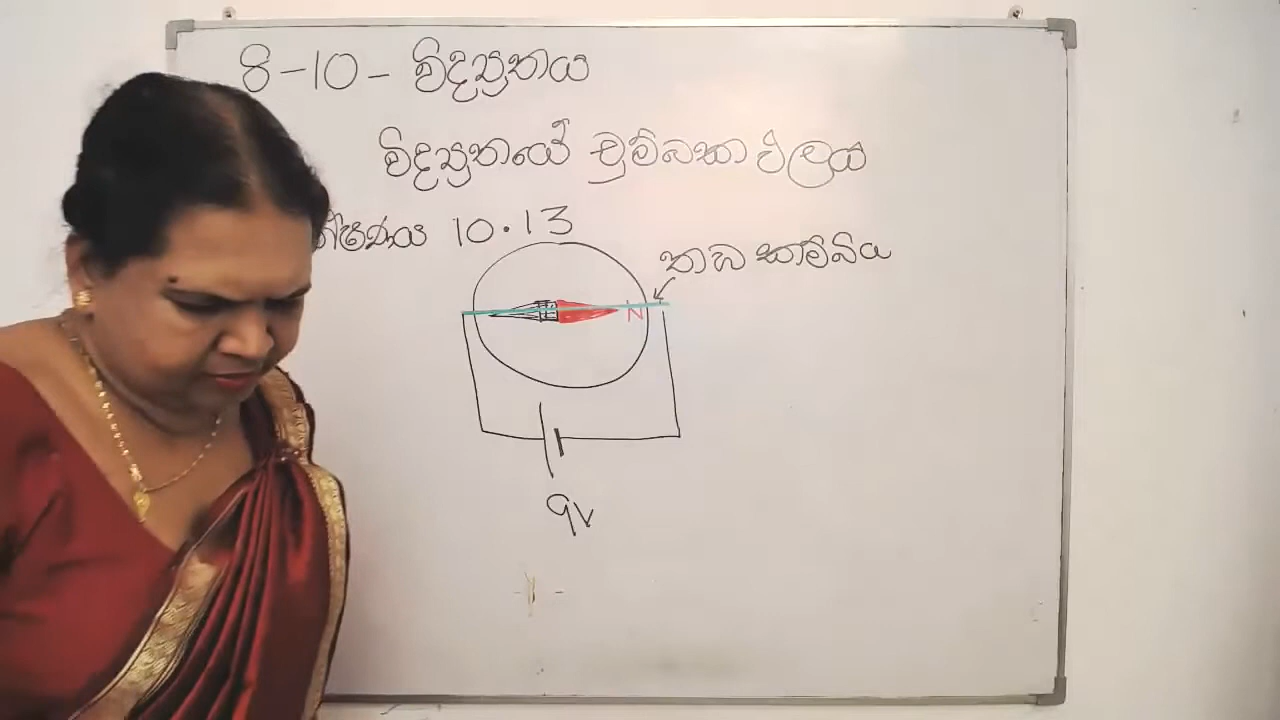 8-10- විද්‍යුතය
විද්‍යුතයේ චුම්බක ඵලය
10.13
තඹ කම්බිය
N
9v